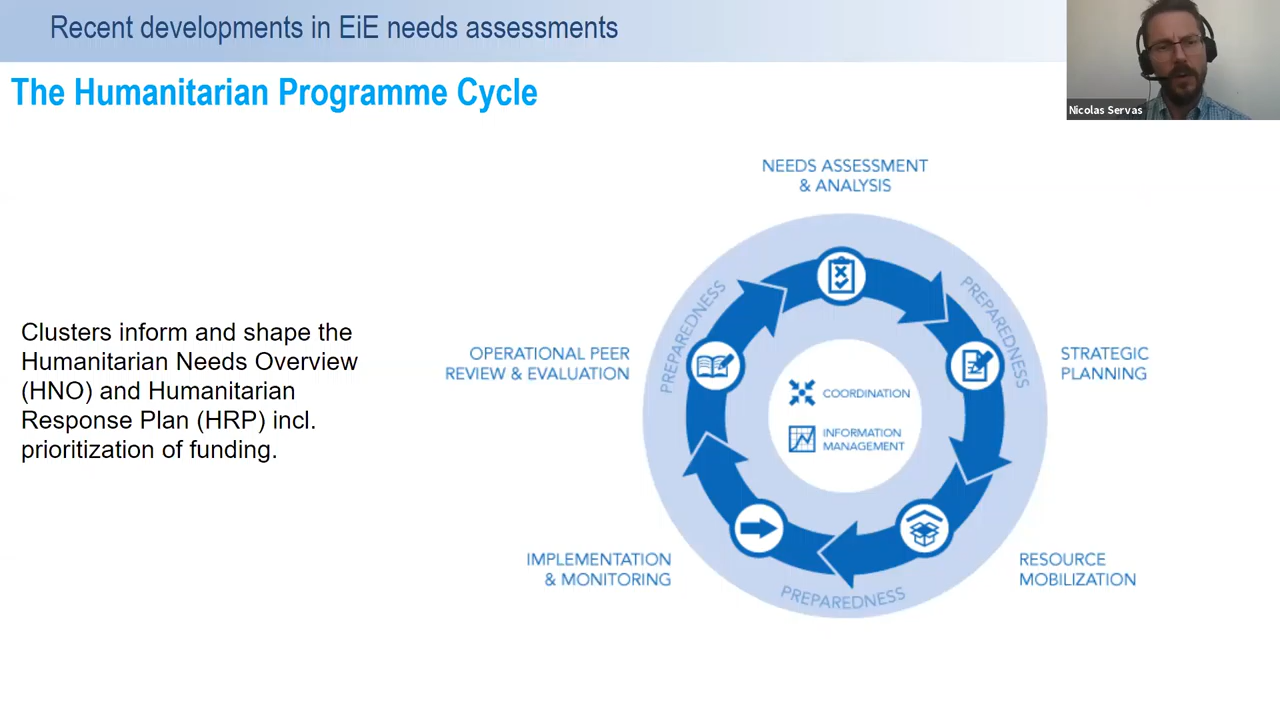 Recent developments in EiE needs assessments
The Humanitarian Programme Cycle
Nicolas Servas
Clusters inform and shape the
Humanitarian Needs Overview
(HNO) and Humanitarian
Response Plan (HRP) incl.
prioritization of funding.
NEEDS ASSESSMENT
& ANALYSIS
PREPAREDNESS
PREPAREDNESS
OPERATIONAL PEER
REVIEW & EVALUATION
STRATEGIC
PLANNING
COORDINATION
INFORMATION
MANAGEMENT
IMPLEMENTATION
& MONITORING
RESOURCE
MOBILIZATION
PREPAREDNESS